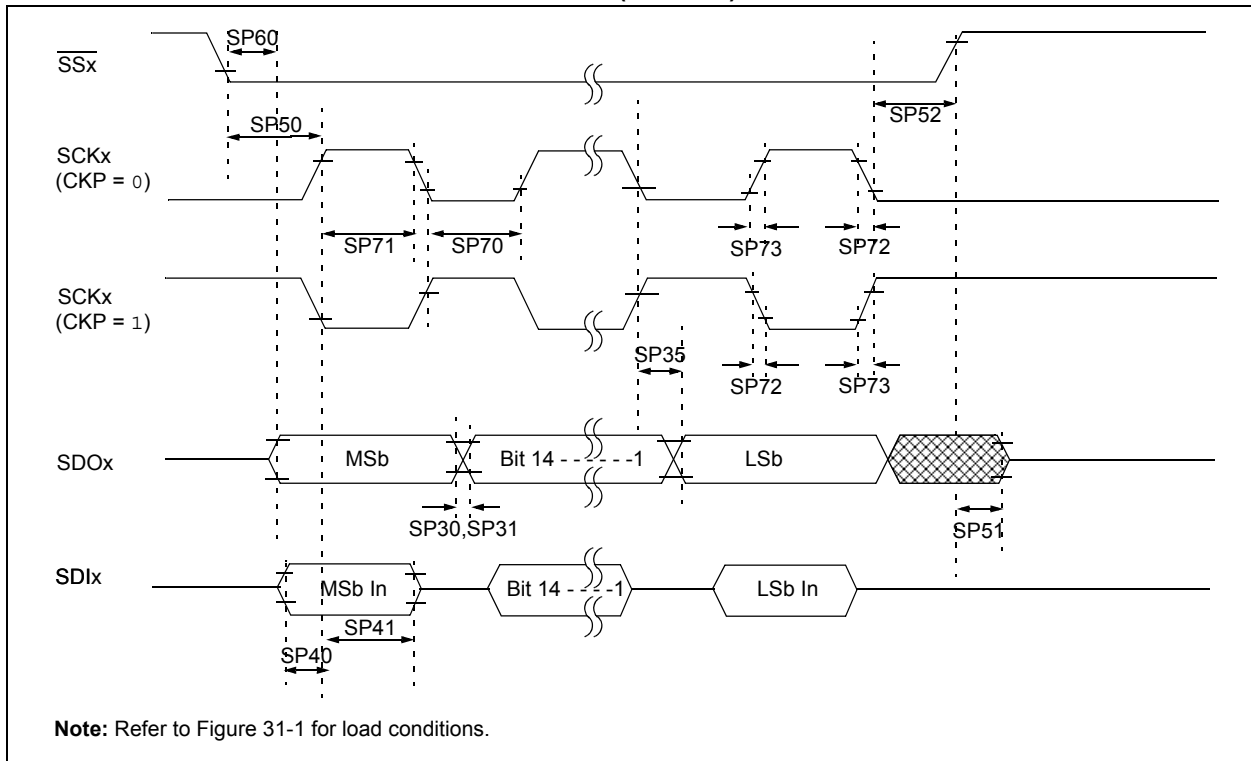 SP60
SSx
SP50
SP52
SCKx
(CKP = 0)
SP71
SP70
SP73
SP72
SCKx
(CKP = 1)
SP35
SP72
SP73
SDOx
MSb
Bit 14 - - - - - -1
LSb
SP30,SP31
SP51
SDIx
MSb In
Bit 14 - - - -1
LSb In
SP41
SP40
Note: Refer to Figure 31-1 for load conditions.